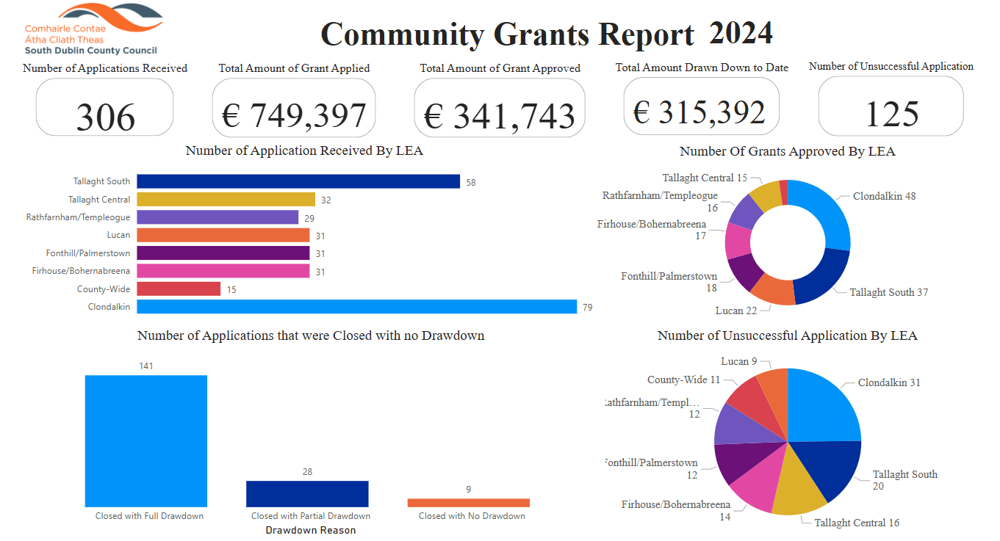 Comhairle Contae
Átha Cliath Theas
South Dublin County Council
Community Grants Report 2024
Number of Applications Received
306
Total Amount of Grant Applied
€ 749,397
Total Amount of Grant Approved
€ 341,743
Total Amount Drawn Down to Date
€ 315,392
Number of Unsuccessful Application
125
Number of Application Received By LEA
Tallaght South 58
Tallaght Central 32
Rathfarnham/Templeogue 29
Lucan 31
Fonthill/Palmerstown 31
Firhouse/Bohernabreena 31
County-Wide 15
Clondalkin 79
Number Of Grants Approved By LEA
Tallaght Central 15
Rathfarnham/Templeogue
16
Firhouse/Bohernabreena
17
Fonthill/Palmerstown
18
Lucan 22
Clondalkin 48
Tallaght South 37
Number of Applications that were Closed with no Drawdown
141
28
9
Closed with Full Drawdown
Closed with Partial Drawdown
Closed with No Drawdown
Drawdown Reason
Number of Unsuccessful Application By LEA
Lucan 9
County-Wide 11
athfarnham/Templ...
12
onthill/Palmerstown
12
Firhouse/Bohernabreena
14
Clondalkin 31
Tallaght South
20
Tallaght Central 16